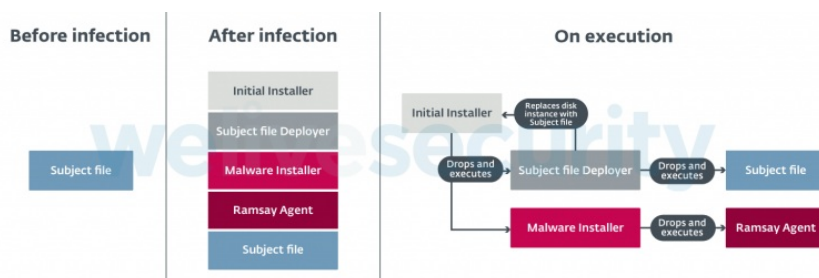 Before infection
After infection
On execution
Subject file
Initial Installer
Subject file Deployer
Malware Installer
Ramsay Agent
Subject file
Initial Installer
Replaces disk
instance with
Subject file
Drops and
executes
Subject file Deployer
Drops and
executes
Subject file
Malware Installer
Drops and
executes
Ramsay Agent
welivesecurity